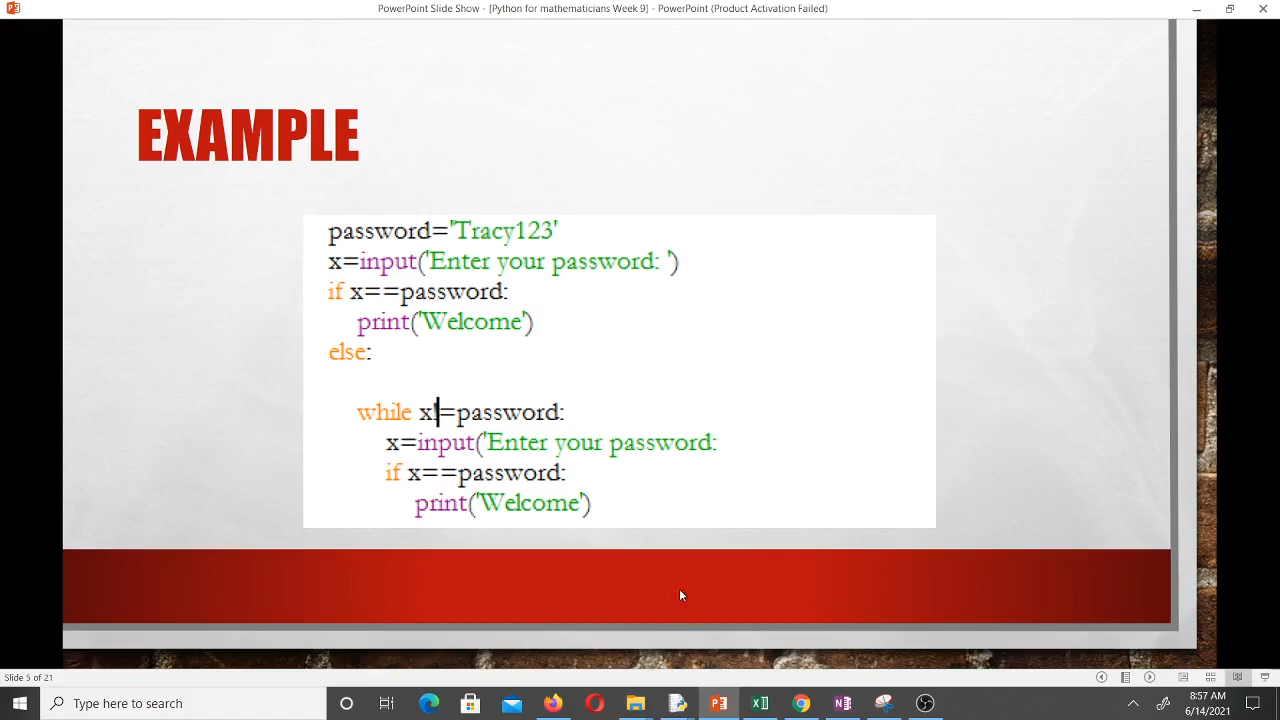 PowerPoint Slide Show - [Python for mathematicians Week 9] - PowerPoint (Product Activation Failed)
EXAMPLE
password='Tracy123'
x=input('Enter your password: ')
if x==password:
print('Welcome')
else:
while x!=password:
x=input('Enter your password:
if x==password:
print('Welcome')
Slide 5 of 21
Type here to search
8:57 AM
6/14/2021